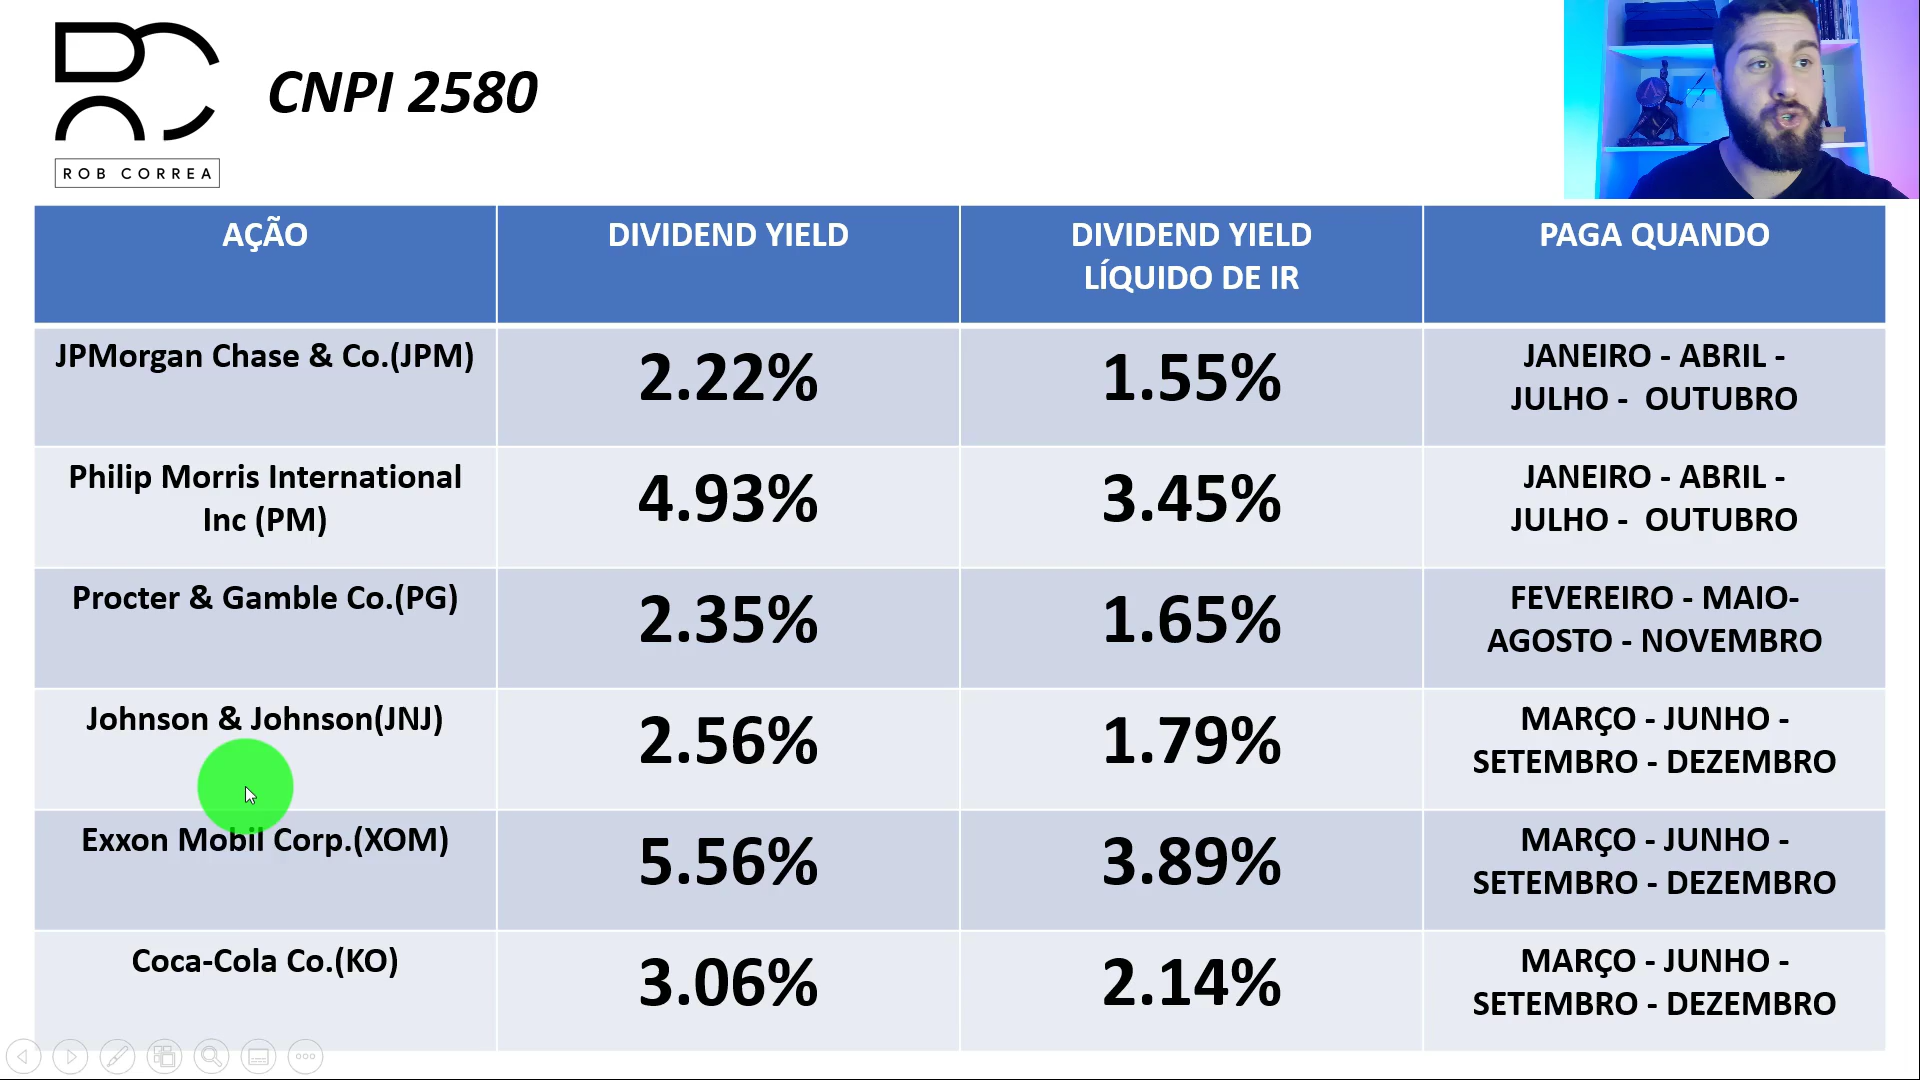 CNPI 2580
ROB CORREA
AÇÃO
DIVIDEND YIELD
DIVIDEND YIELD
LÍQUIDO DE IR
PAGA QUANDO
JPMorgan Chase & Co.(JPM)
2.22%
1.55%
JANEIRO - ABRIL -
JULHO - OUTUBRO
Philip Morris International
Inc (PM)
4.93%
3.45%
JANEIRO - ABRIL -
JULHO - OUTUBRO
Procter & Gamble Co.(PG)
2.35%
1.65%
FEVEREIRO - MAIO-
AGOSTO - NOVEMBRO
Johnson & Johnson(JNJ)
2.56%
1.79%
MARÇO - JUNHO -
SETEMBRO - DEZEMBRO
Exxon Mobil Corp.(XOM)
5.56%
3.89%
MARÇO - JUNHO -
SETEMBRO - DEZEMBRO
Coca-Cola Co.(KO)
3.06%
2.14%
MARÇO - JUNHO -
SETEMBRO - DEZEMBRO